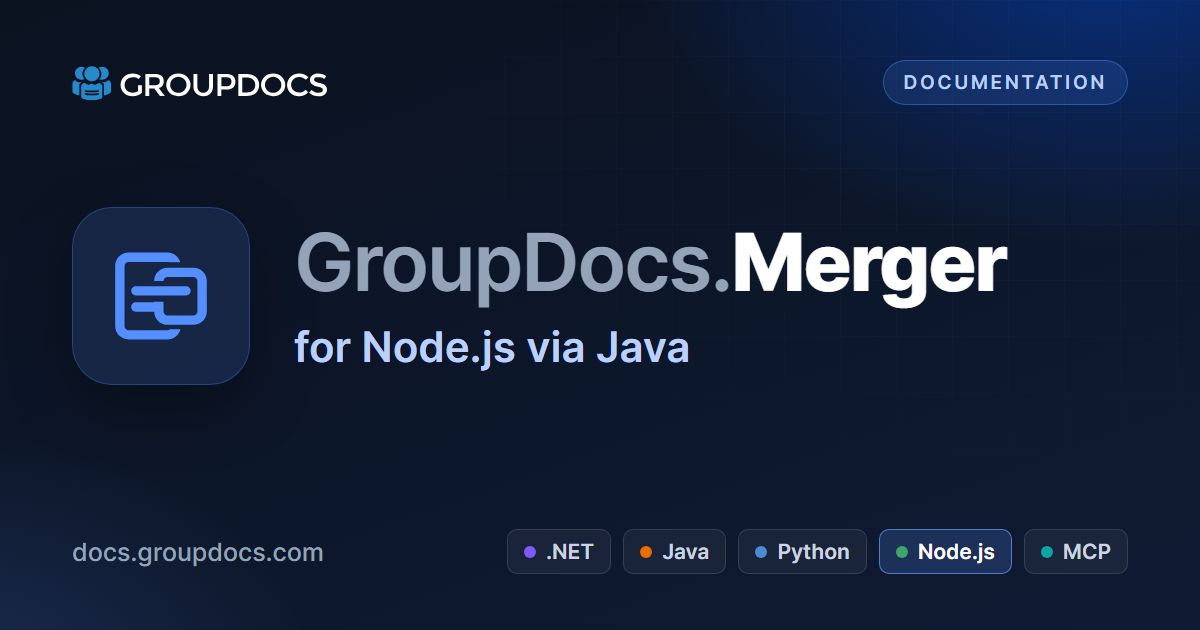 GROUPDOCS
DOCUMENTATION
GroupDocs.Merger
for Node.js via Java
docs.groupdocs.com
.NET
Java
Python
Node.js
MCP